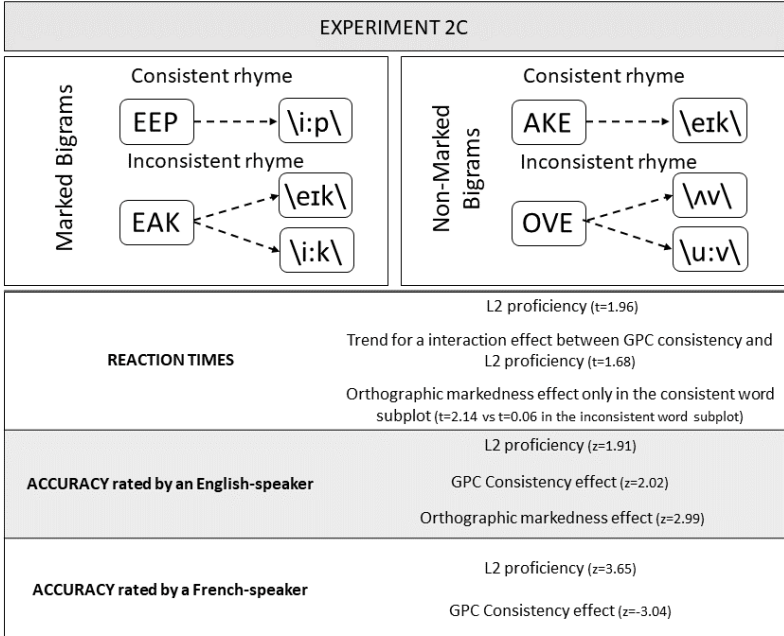 EXPERIMENT 2C
Marked Bigrams
Consistent rhyme
EEP
\i:p\
Inconsistent rhyme
EAK
\eɪk\
\i:k\
Non-Marked
Bigrams
Consistent rhyme
AKE
\eɪk\
Inconsistent rhyme
OVE
\ʌv\
\u:v\
REACTION TIMES
L2 proficiency (t=1.96)
Trend for a interaction effect between GPC consistency and
L2 proficiency (t=1.68)
Orthographic markedness effect only in the consistent word
subplot (t=2.14 vs t=0.06 in the inconsistent word subplot)
ACCURACY rated by an English-speaker
L2 proficiency (z=1.91)
GPC Consistency effect (z=2.02)
Orthographic markedness effect (z=2.99)
ACCURACY rated by a French-speaker
L2 proficiency (z=3.65)
GPC Consistency effect (z=-3.04)